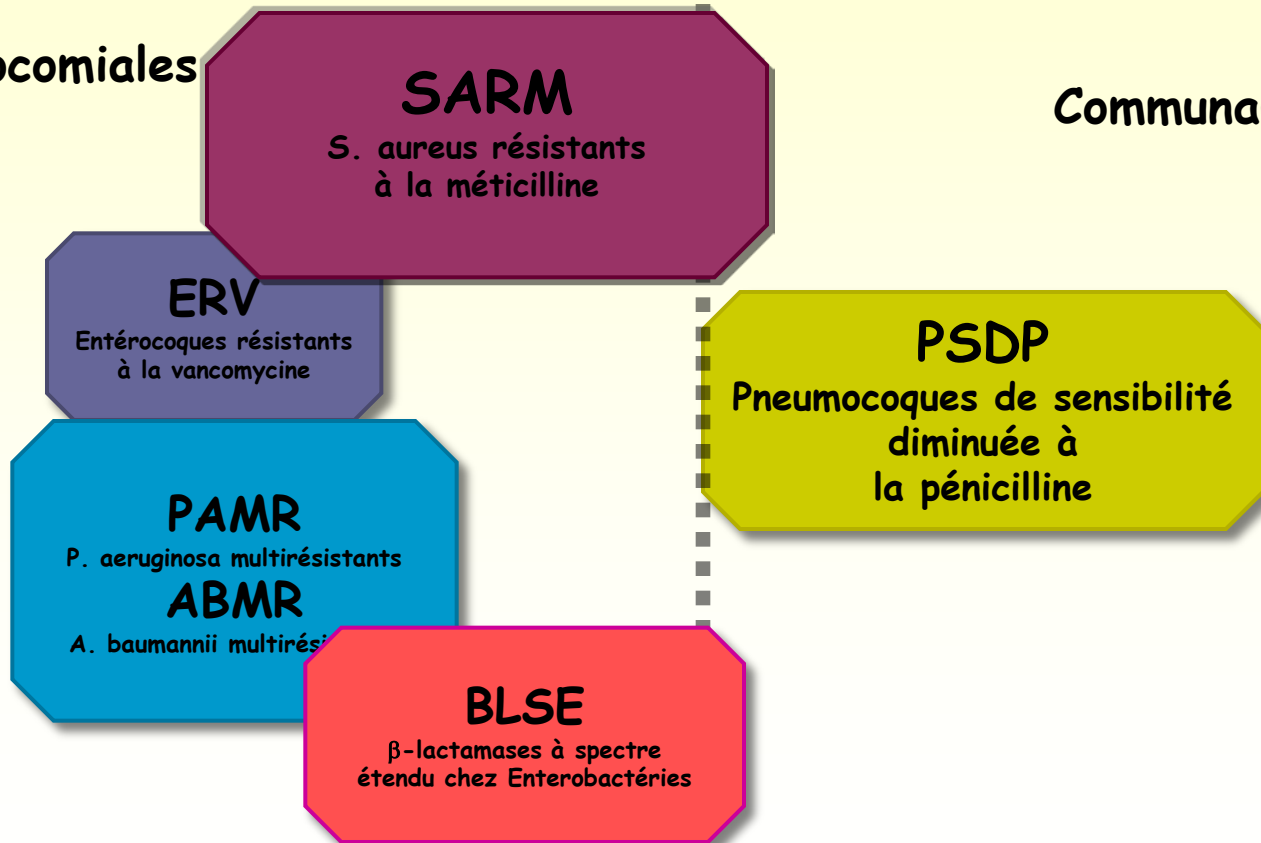 ocomiales
SARM
S. aureus résistants
à la méticilline
Communa
ERV
Entérocoques résistants
à la vancomycine
PSDP
Pneumocoques de sensibilité
diminuée à
la pénicilline
PAMR
P. aeruginosa multirésistants
ABMR
A. baumannii multirési
BLSE
β-lactamases à spectre
étendu chez Enterobactéries